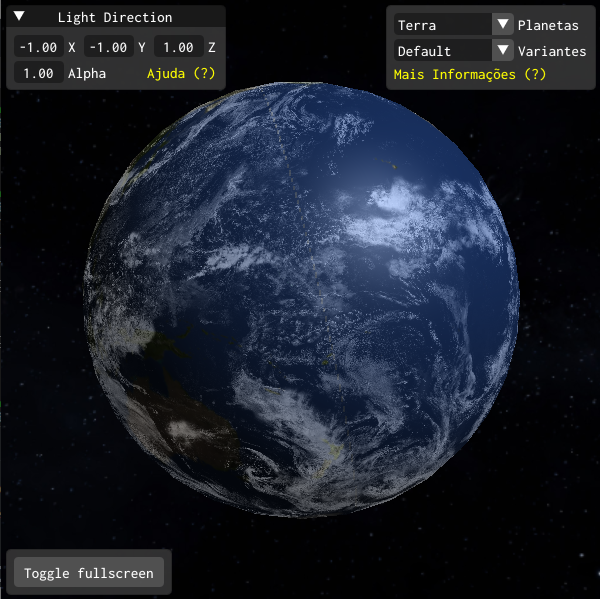 Light Direction
-1.00 X -1.00 Y 1.00 Z
1.00 Alpha Ajuda (?)
Terra Planetas
Default Variantes
Mais Informações (?)
Toggle fullscreen